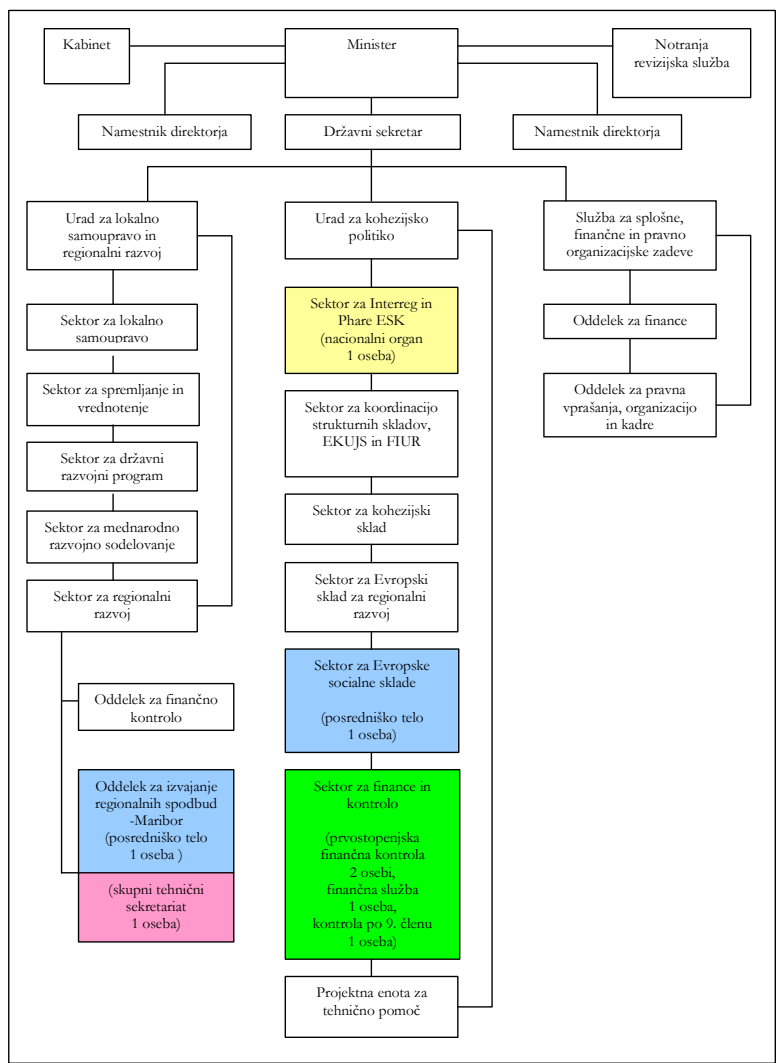 Kabinet
Minister
Notranja
revizijska služba
Namestnik direktorja
Državni sekretar
Namestnik direktorja
Urad za lokalno
samoupravo in
regionalni razvoj
Sektor za lokalno
samoupravo
Sektor za spremljanje in
vrednotenje
Sektor za državni
razvojni program
Sektor za mednarodno
razvojno sodelovanje
Sektor za regionalni
razvoj
Oddelek za finančno
kontrolo
Oddelek za izvajanje
regionalnih spodbud
-Maribor
(posredniško telo
1 oseba )
(skupni tehnični
sekretariat
1 oseba)
Urad za kohezijsko
politiko
Sektor za Interreg in
Phare ESK
(nacionalni organ
1 oseba)
Sektor za koordinacijo
strukturnih skladov,
EKUJS in FIUR
Sektor za kohezijski
sklad
Sektor za Evropski
sklad za regionalni
razvoj
Sektor za Evropske
socialne sklade
(posredniško telo
1 oseba)
Sektor za finance in
kontrolo
(prvostopenjska
finančna kontrola
2 osebi,
finančna služba
1 oseba,
kontrola po 9. členu
1 oseba)
Projektna enota za
tehnično pomoč
Služba za splošne,
finančne in pravno
organizacijske zadeve
Oddelek za finance
Oddelek za pravna
vprašanja, organizacijo
in kadre